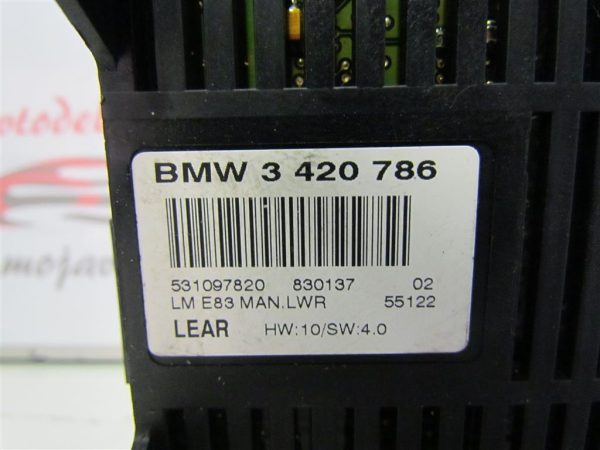 BMW 3 420 786
531097820 830137 02
LM E83 MAN.LWR 55122
LEAR HW:10/SW:4.0